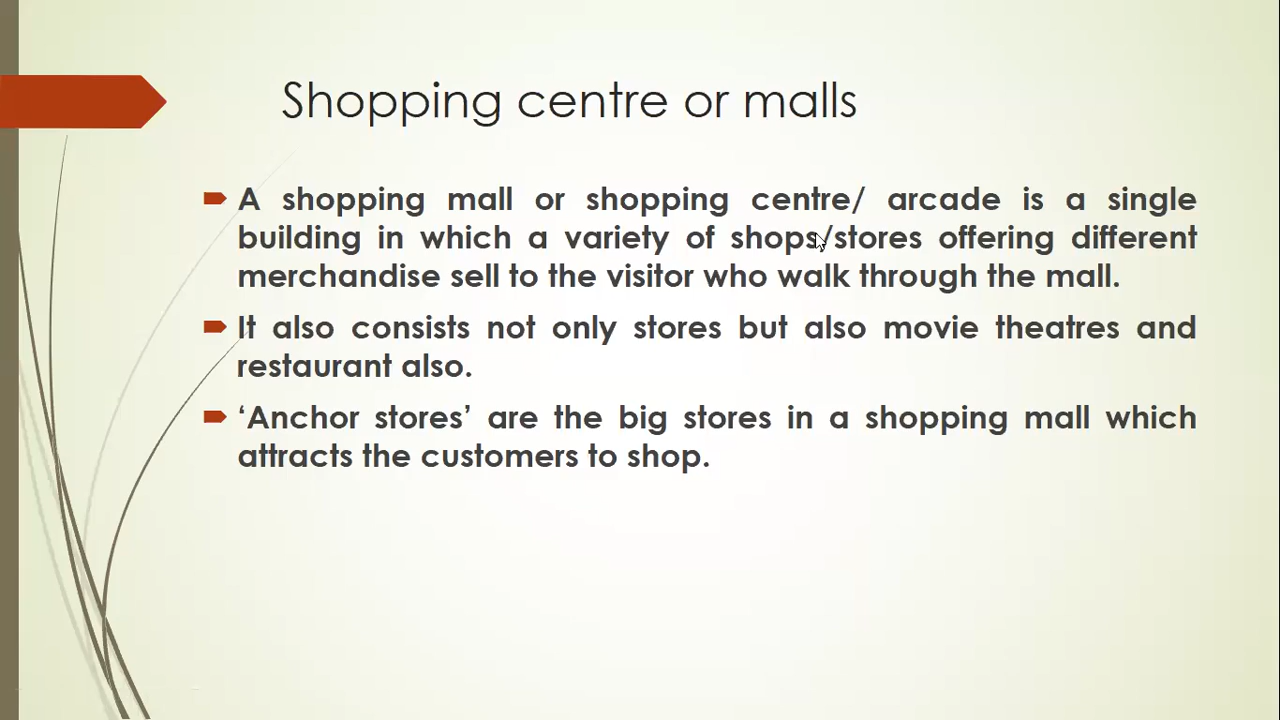 Shopping centre or malls
A shopping mall or shopping centre/ arcade is a single
building in which a variety of shops/stores offering different
merchandise sell to the visitor who walk through the mall.
It also consists not only stores but also movie theatres and
restaurant also.
‘Anchor stores’ are the big stores in a shopping mall which
attracts the customers to shop.